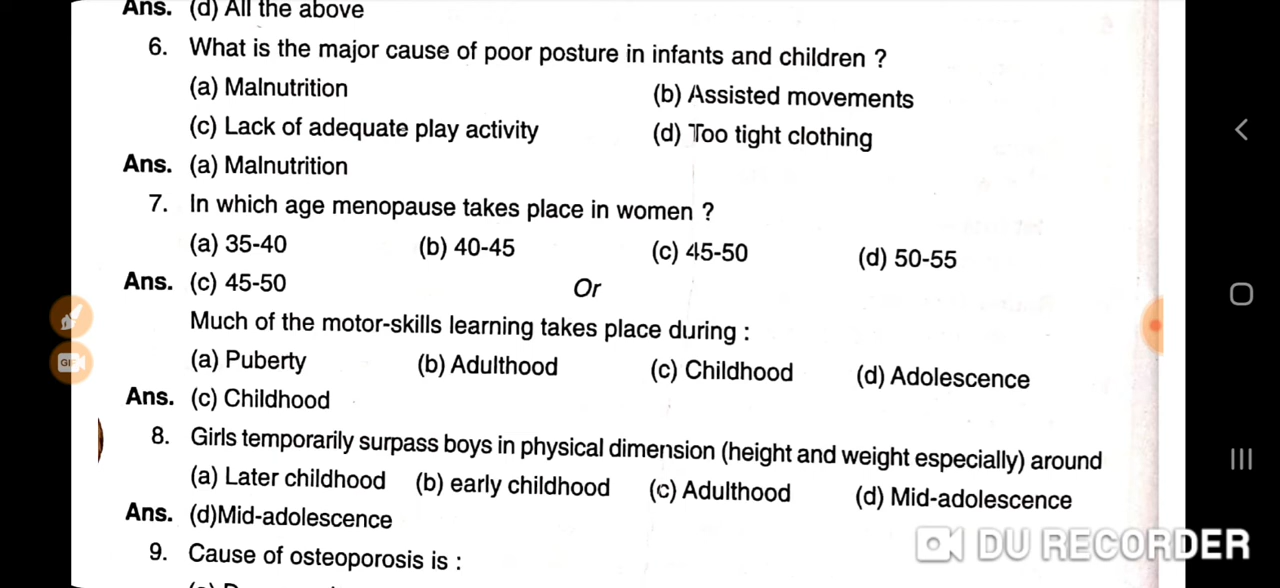 Ans. (d) All the above
6. What is the major cause of poor posture in infants and children ?
(a) Malnutrition (b) Assisted movements
(c) Lack of adequate play activity (d) Too tight clothing
Ans. (a) Malnutrition
7. In which age menopause takes place in women ?
(a) 35-40 (b) 40-45 (c) 45-50 (d) 50-55
Ans. (c) 45-50 Or
Much of the motor-skills learning takes place during :
(a) Puberty (b) Adulthood (c) Childhood (d) Adolescence
Ans. (c) Childhood
8. Girls temporarily surpass boys in physical dimension (height and weight especially) around
(a) Later childhood (b) early childhood (c) Adulthood (d) Mid-adolescence
Ans. (d)Mid-adolescence
9. Cause of osteoporosis is :
GIF
DU RECORDER